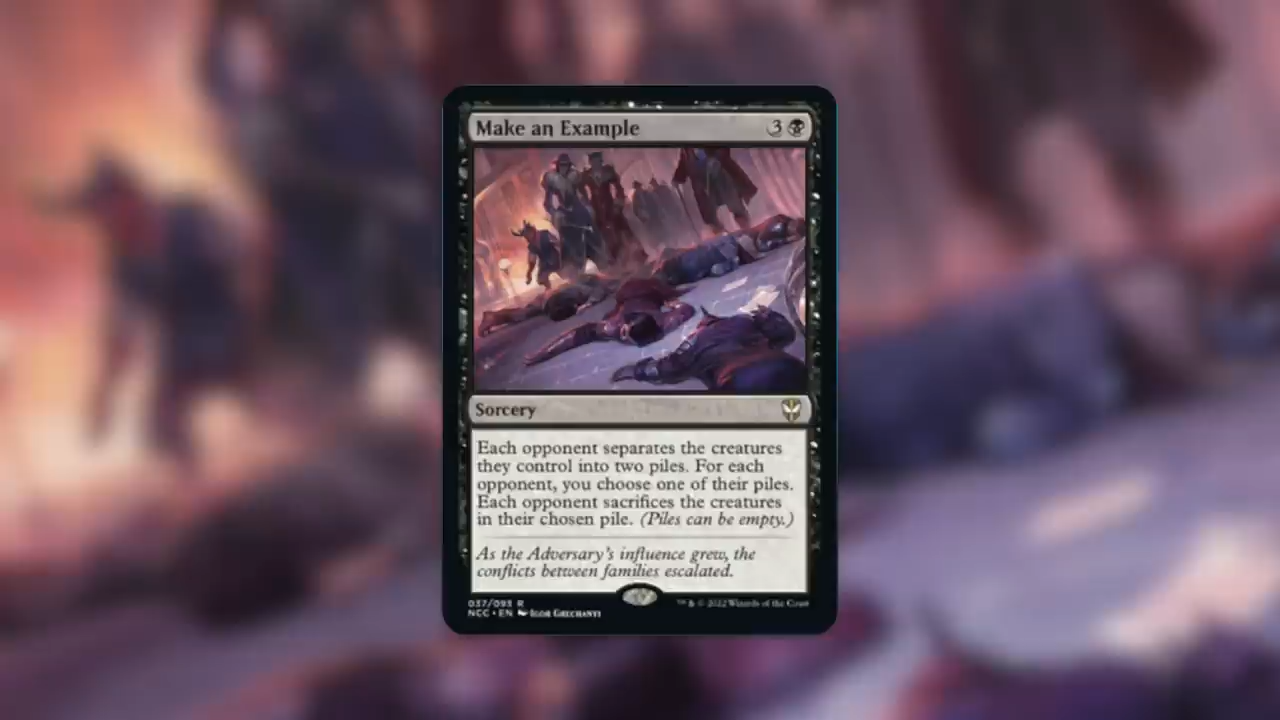 Make an Example 3
Sorcery
Each opponent separates the creatures
they control into two piles. For each
opponent, you choose one of their piles.
Each opponent sacrifices the creatures
in their chosen pile. (Piles can be empty.)
As the Adversary's influence grew, the
conflicts between families escalated.
037/093 R
NCC • EN IGOR GRECHANYI
™ & © 2022 Wizards of the Coast